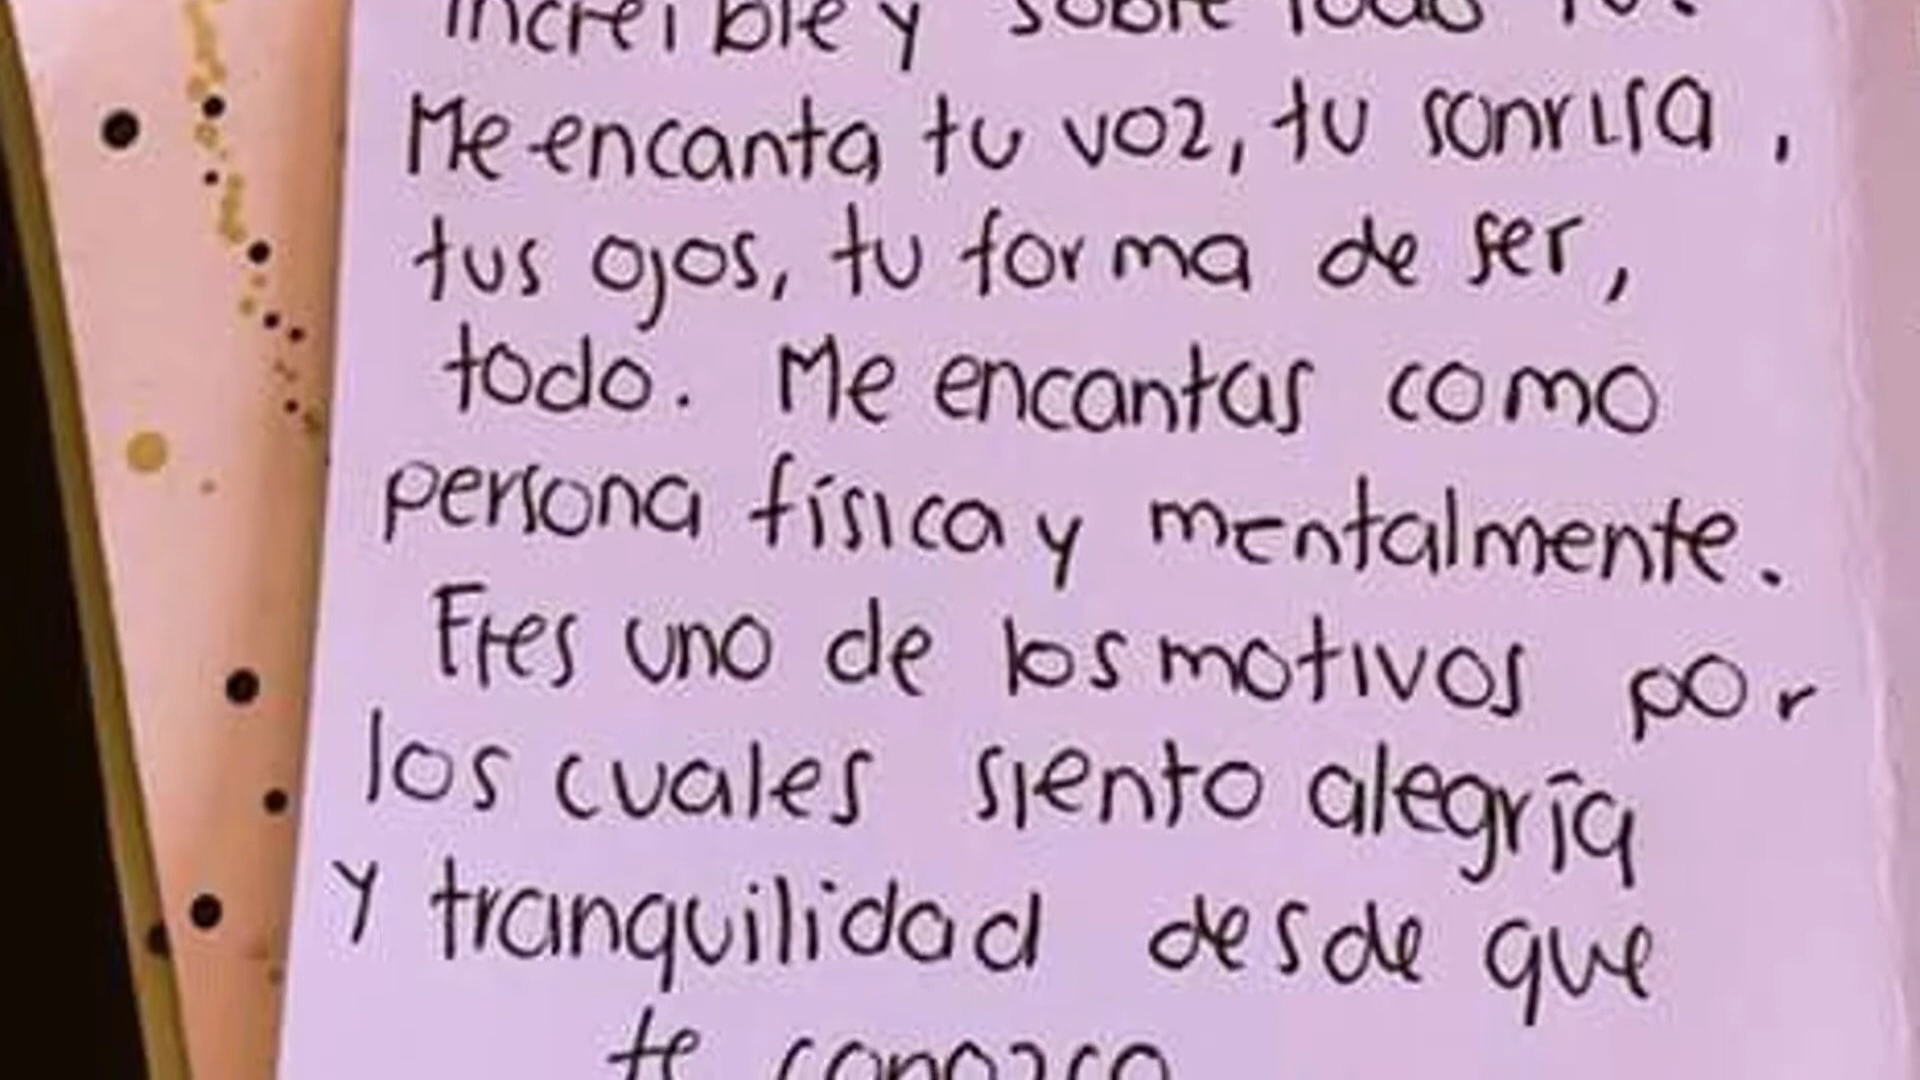 increíble y sobre todo
Me encanta tu voz, tu sonrisa,
tus ojos, tu forma de ser,
todo. Me encantas como
persona física y mentalmente.
Eres uno de los motivos por
los cuales siento alegría
y tranquilidad desde que
te conozco